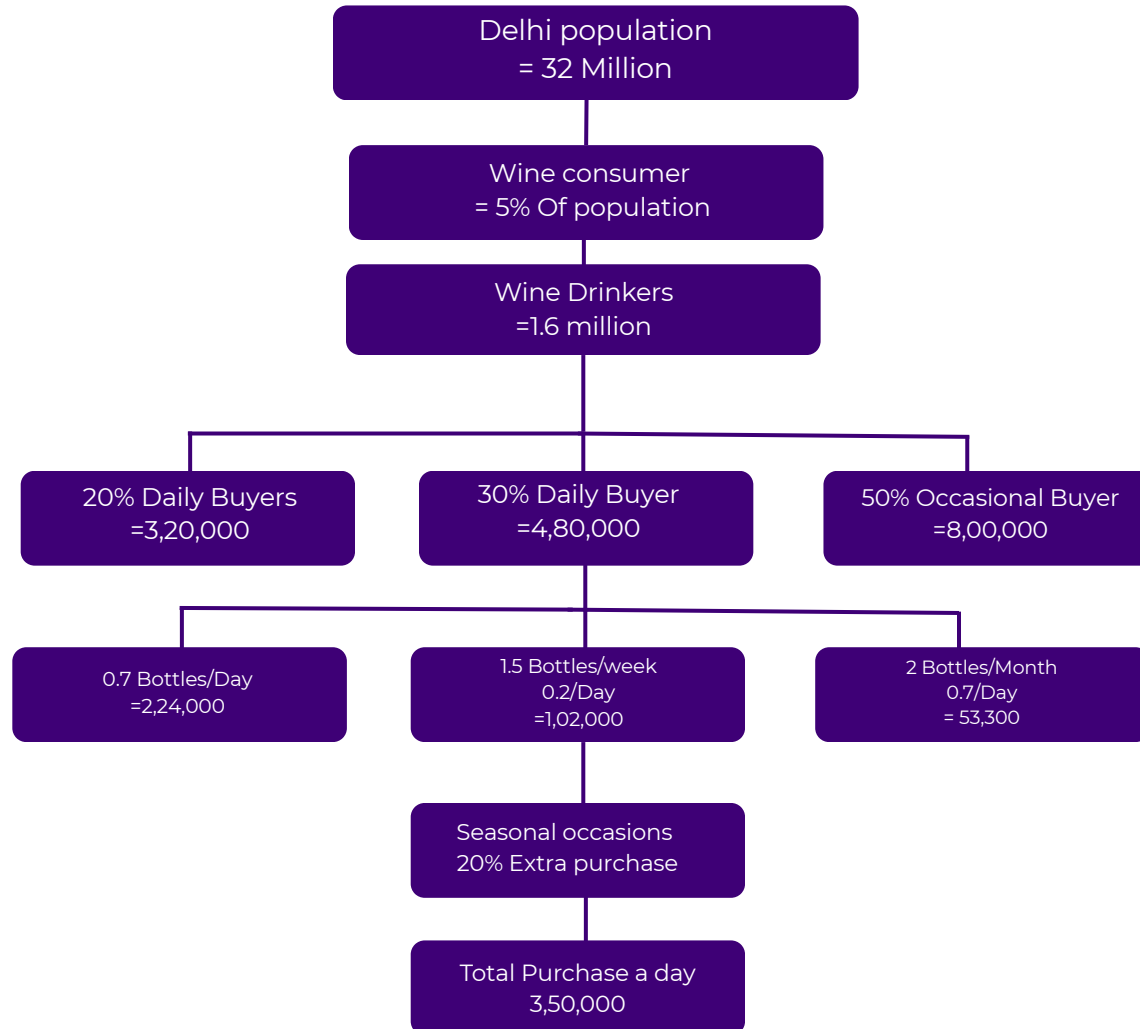 Delhi population
= 32 Million
Wine consumer
= 5% Of population
Wine Drinkers
=1.6 million
20% Daily Buyers
=3,20,000
30% Daily Buyer
=4,80,000
50% Occasional Buyer
=8,00,000
0.7 Bottles/Day
=2,24,000
1.5 Bottles/week
0.2/Day
=1,02,000
2 Bottles/Month
0.7/Day
= 53,300
Seasonal occasions
20% Extra purchase
Total Purchase a day
3,50,000